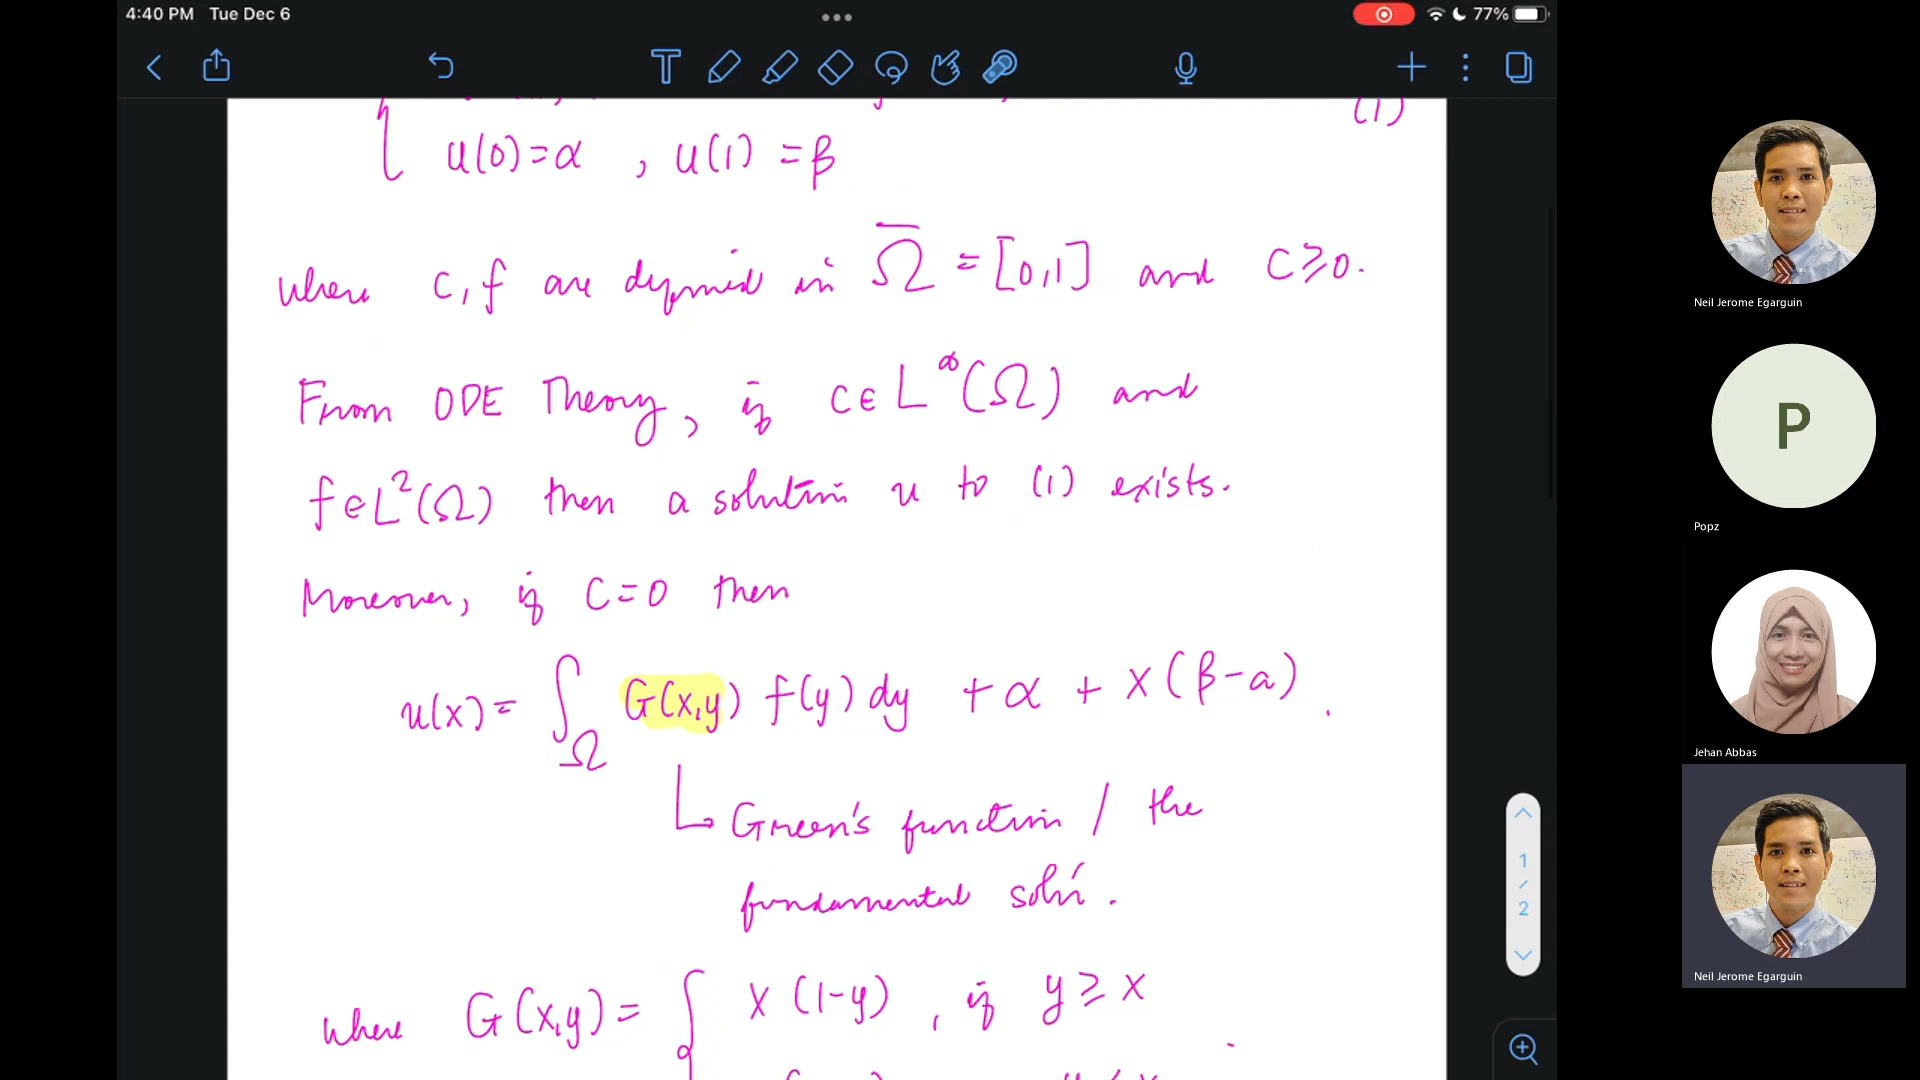 4:40 PM Tue Dec 6
77%
(1)
u(0)=α , u(1)=β
where c, f are defined in Ω̅ = [0,1] and c≥0.
From ODE Theory, if c∈L^∞(Ω) and
f∈L²(Ω) then a solution u to (1) exists.
Moreover, if c=0 then
u(x)= ∫_Ω G(x,y) f(y) dy + α + x(β-α).
Green's function / the
fundamental soln.
where G(x,y)= { x(1-y) , if y≥x
1
/
2
Neil Jerome Egarguin
P
Popz
Jehan Abbas
Neil Jerome Egarguin